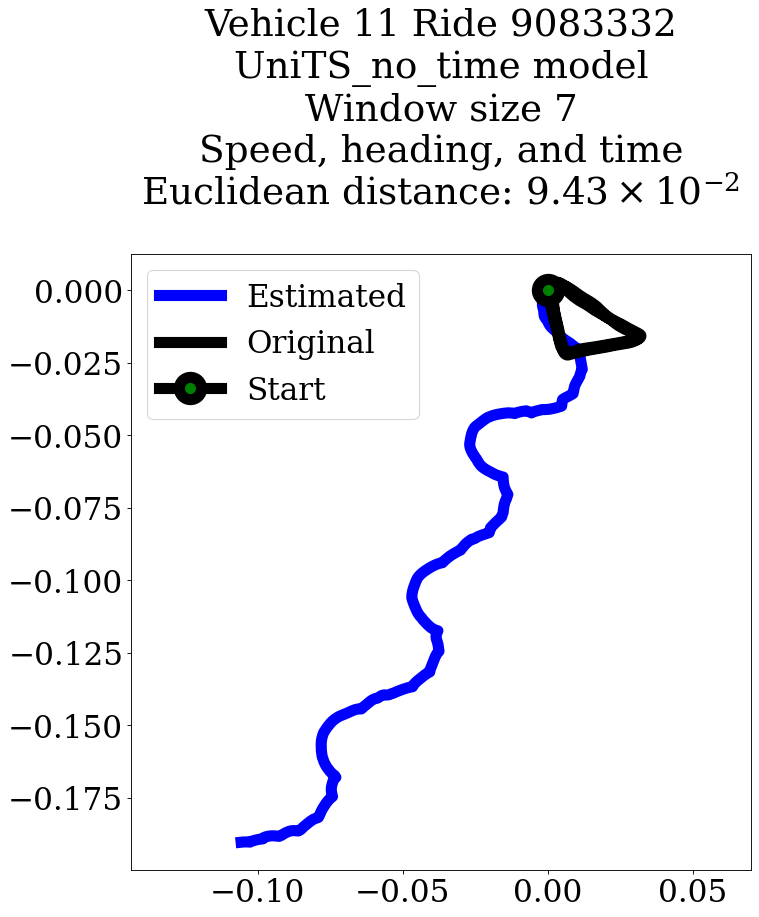 Vehicle 11 Ride 9083332
UniTS_no_time model
Window size 7
Speed, heading, and time
Euclidean distance: 9.43 × 10⁻²
Estimated
Original
Start
0.000
−0.025
−0.050
−0.075
−0.100
−0.125
−0.150
−0.175
−0.10 −0.05 0.00 0.05